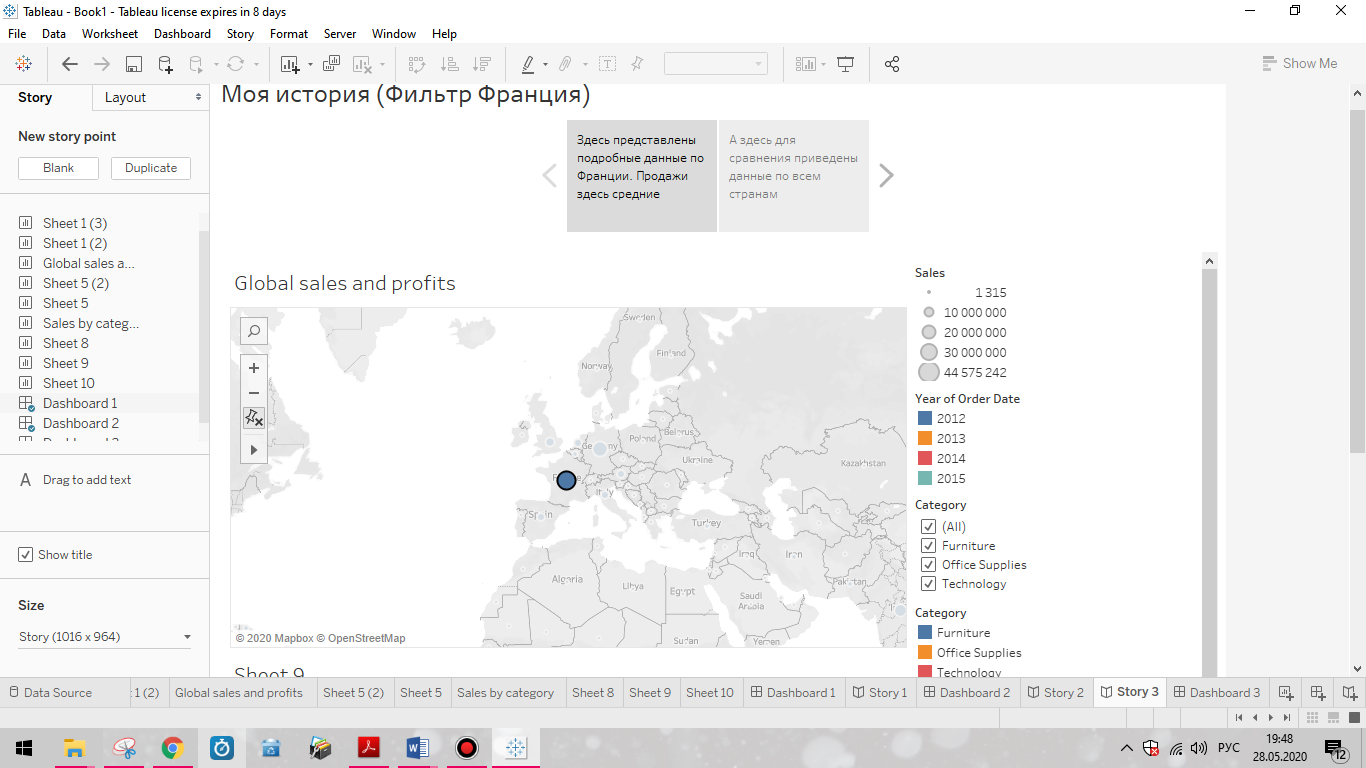 Tableau - Book1 - Tableau license expires in 8 days
File Data Worksheet Dashboard Story Format Server Window Help
Show Me
Story Layout
New story point
Blank Duplicate
Sheet 1 (3)
Sheet 1 (2)
Global sales a...
Sheet 5 (2)
Sheet 5
Sales by categ...
Sheet 8
Sheet 9
Sheet 10
Dashboard 1
Dashboard 2
A Drag to add text
Show title
Size
Story (1016 x 964)
Моя история (Фильтр Франция)
Здесь представлены
подробные данные по
Франции. Продажи
здесь средние
А здесь для
сравнения приведены
данные по всем
странам
Global sales and profits
Sweden
Finland
Norway
Belarus
Poland
Germany
Ukraine
Kazakhstan
Italy
Spain
Turkey
Iraq
Iran
Algeria
Libya
Egypt
Pakistan
Saudi
Arabia
Sudan
Yemen
© 2020 Mapbox © OpenStreetMap
Sheet 9
Sales
1 315
10 000 000
20 000 000
30 000 000
44 575 242
Year of Order Date
2012
2013
2014
2015
Category
(All)
Furniture
Office Supplies
Technology
Category
Furniture
Office Supplies
Technology
Data Source 1 (2) Global sales and profits Sheet 5 (2) Sheet 5 Sales by category Sheet 8 Sheet 9 Sheet 10 Dashboard 1 Story 1 Dashboard 2 Story 2 Story 3 Dashboard 3
РУС
19:48
28.05.2020
12